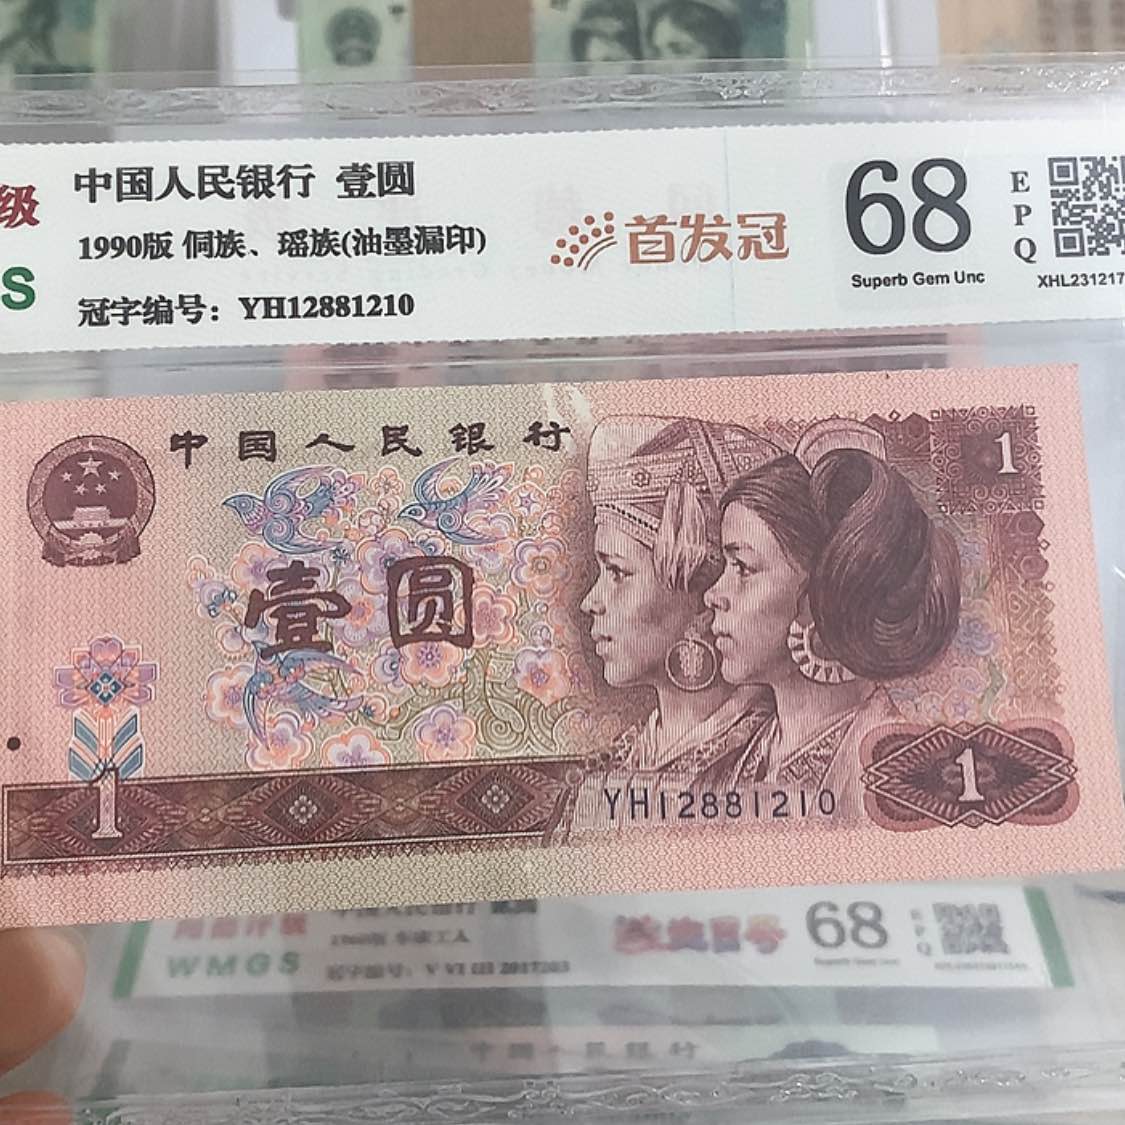 级
S
中国人民银行 壹圆
1990版 侗族、瑶族(油墨漏印)
冠字编号：YH12881210
首发冠
68
EPQ
Superb Gem Unc
XHL231217
中国人民银行
壹圆
1
1
1
YH12881210
68
WMGS